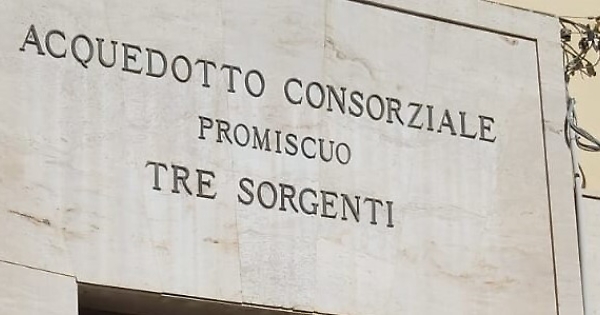 ACQUEDOTTO CONSORZIALE
PROMISCUO
TRE SORGENTI